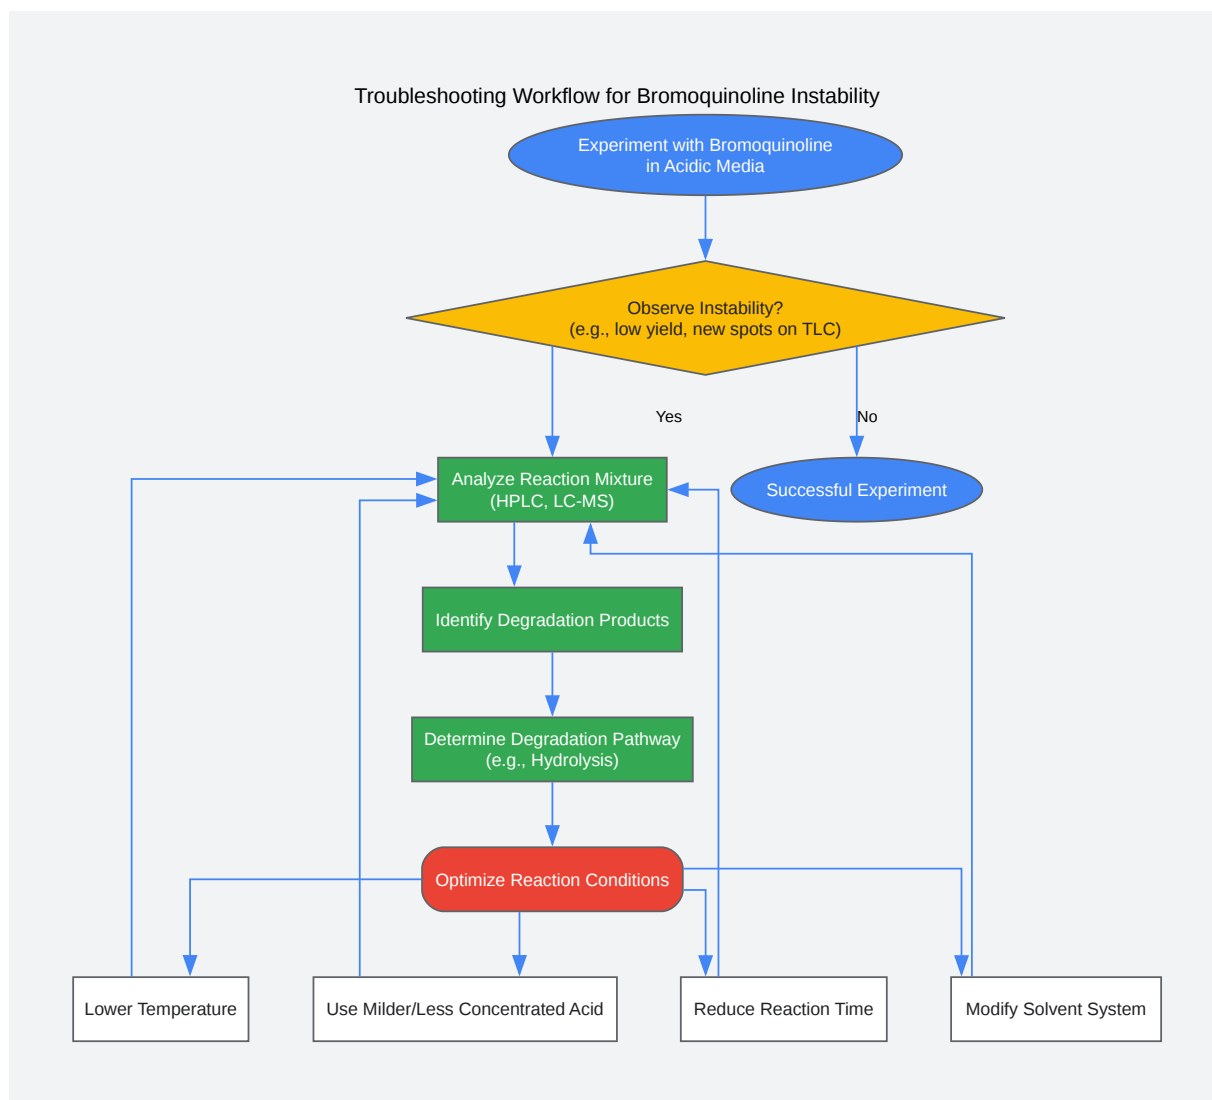 Troubleshooting Workflow for Bromoquinoline Instability
Experiment with Bromoquinoline
in Acidic Media
Observe Instability?
(e.g., low yield, new spots on TLC)
Yes
No
Analyze Reaction Mixture
(HPLC, LC-MS)
Successful Experiment
Identify Degradation Products
Determine Degradation Pathway
(e.g., Hydrolysis)
Optimize Reaction Conditions
Lower Temperature
Use Milder/Less Concentrated Acid
Reduce Reaction Time
Modify Solvent System